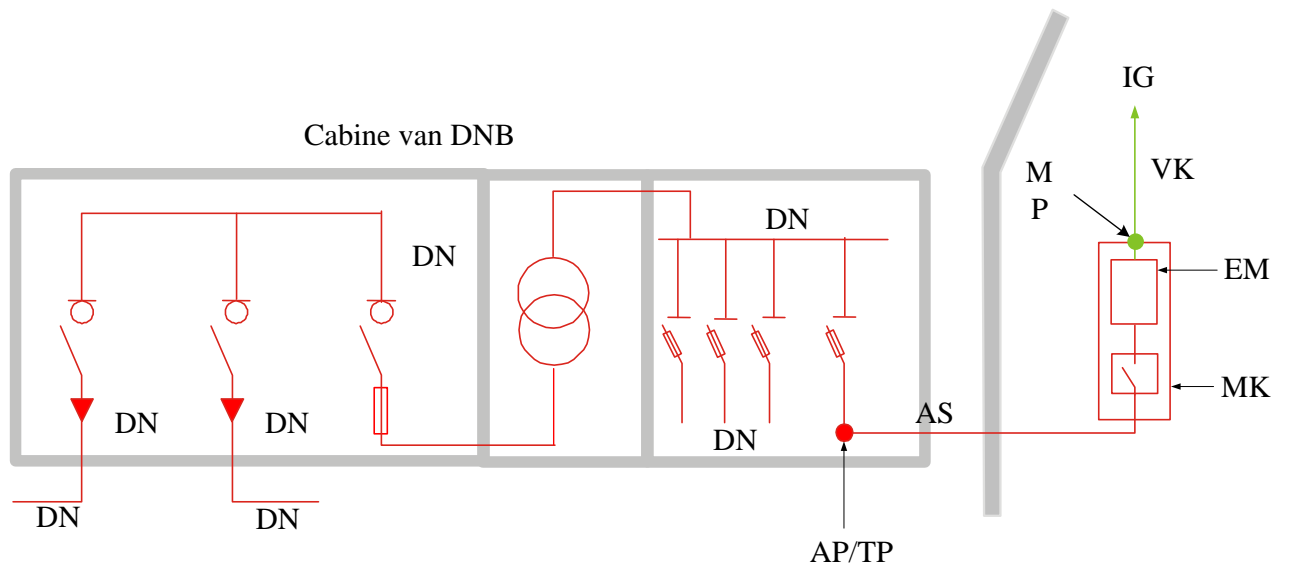 Cabine van DNB
IG
M
P
VK
DN
DN
EM
MK
DN
DN
DN
AS
DN
DN
AP/TP